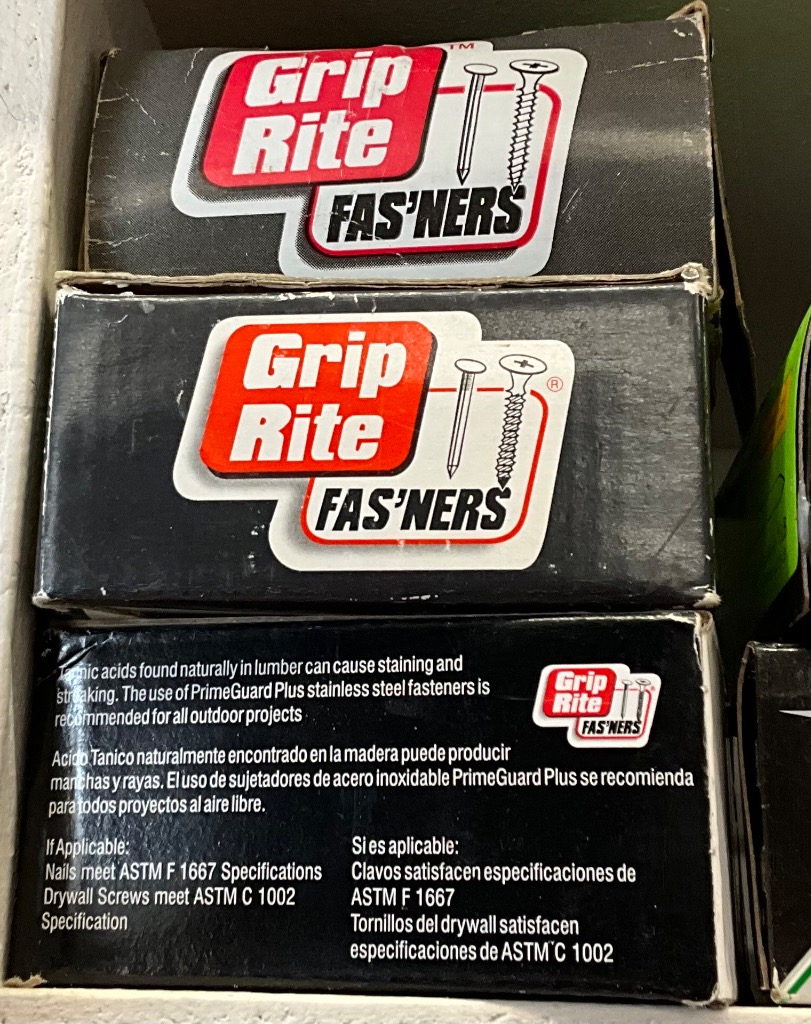 Grip
Rite
TM
FAS'NERS
Grip
Rite
®
FAS'NERS
Tannic acids found naturally in lumber can cause staining and
streaking. The use of PrimeGuard Plus stainless steel fasteners is
recommended for all outdoor projects
Grip
Rite
®
FAS'NERS
Acido Tanico naturalmente encontrado en la madera puede producir
manchas y rayas. El uso de sujetadores de acero inoxidable PrimeGuard Plus se recomienda
para todos proyectos al aire libre.
If Applicable:
Nails meet ASTM F 1667 Specifications
Drywall Screws meet ASTM C 1002
Specification
Si es aplicable:
Clavos satisfacen especificaciones de
ASTM F 1667
Tornillos del drywall satisfacen
especificaciones de ASTM C 1002